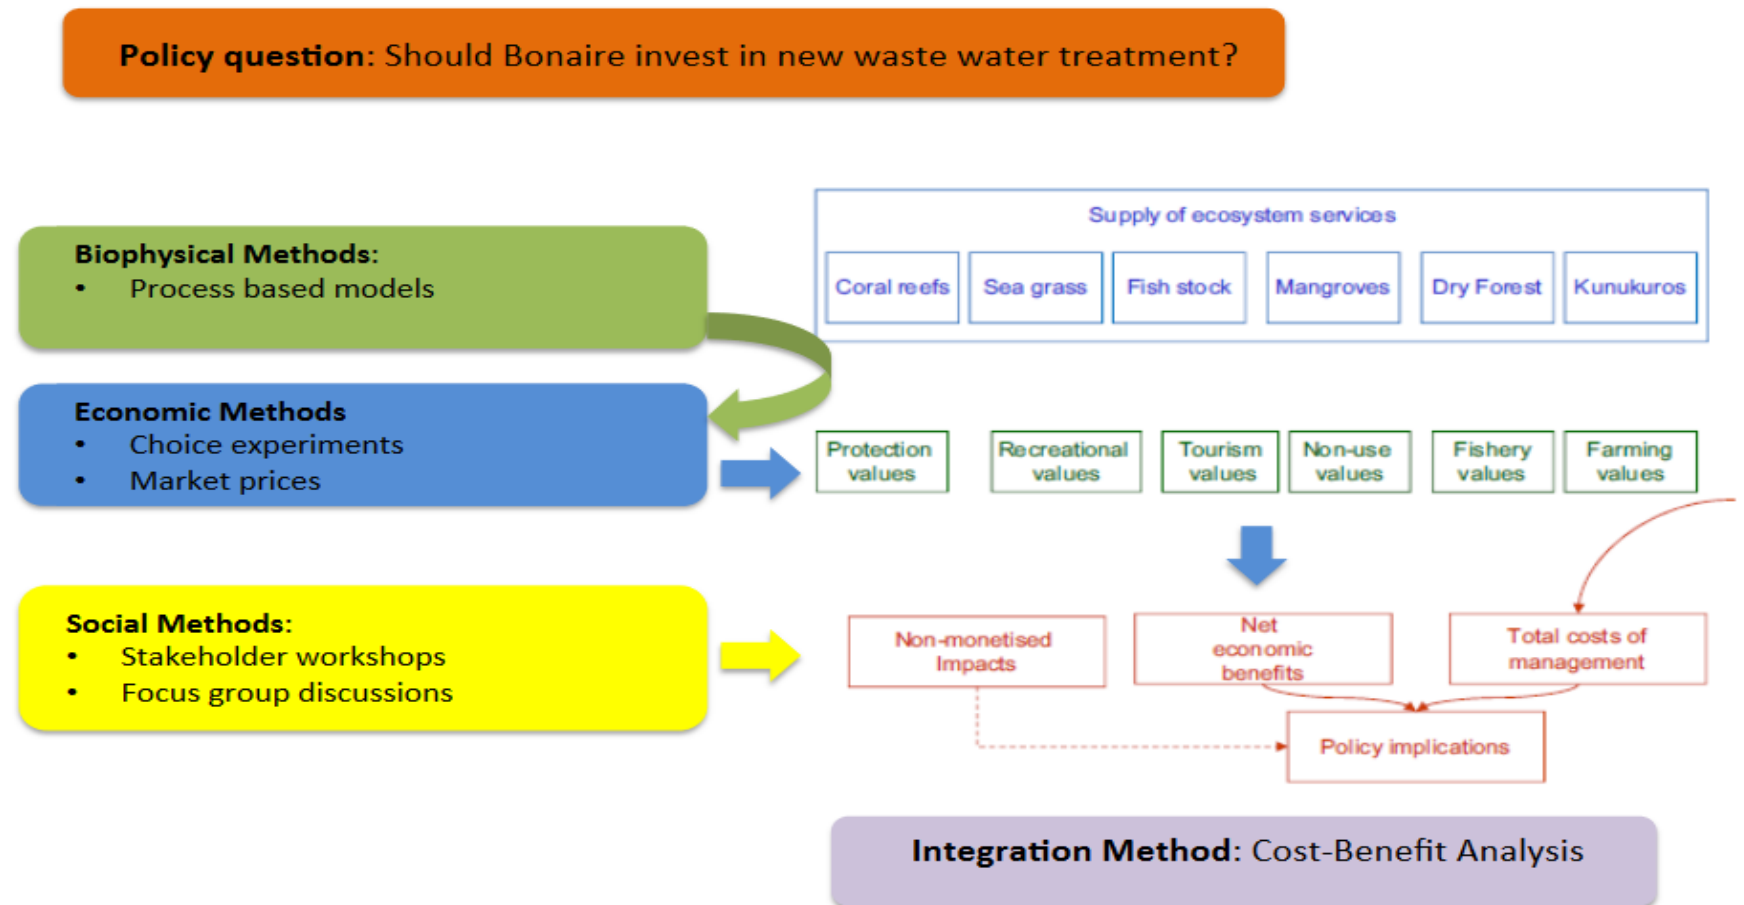 Policy question: Should Bonaire invest in new waste water treatment?
Supply of ecosystem services
Coral reefs
Sea grass
Fish stock
Mangroves
Dry Forest
Kunukuros
Biophysical Methods:
• Process based models
Economic Methods
• Choice experiments
• Market prices
Protection
values
Recreational
values
Tourism
values
Non-use
values
Fishery
values
Farming
values
Social Methods:
• Stakeholder workshops
• Focus group discussions
Non-monetised
Impacts
Net
economic
benefits
Total costs of
management
Policy implications
Integration Method: Cost-Benefit Analysis